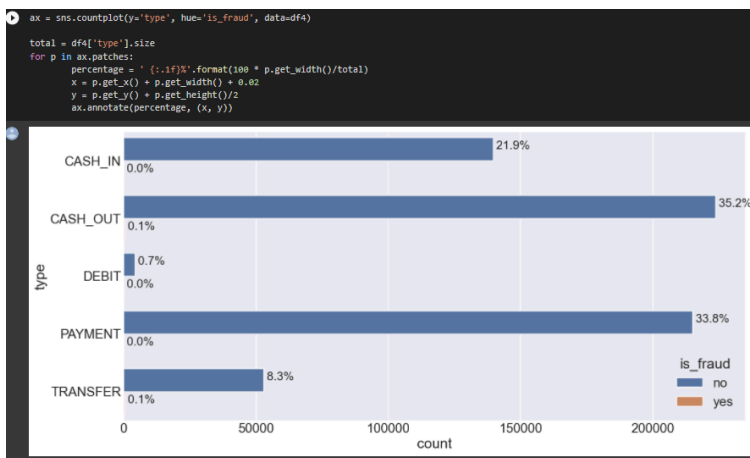 ax = sns.countplot(y='type', hue='is_fraud', data=df4)
total = df4['type'].size
for p in ax.patches:
percentage = ' {:.1f}%'.format(100 * p.get_width()/total)
x = p.get_x() + p.get_width() + 0.02
y = p.get_y() + p.get_height()/2
ax.annotate(percentage, (x, y))
CASH_IN
21.9%
0.0%
CASH_OUT
35.2%
0.1%
DEBIT
0.7%
0.0%
PAYMENT
33.8%
0.0%
TRANSFER
8.3%
0.1%
type
is_fraud
no
yes
0 50000 100000 150000 200000
count